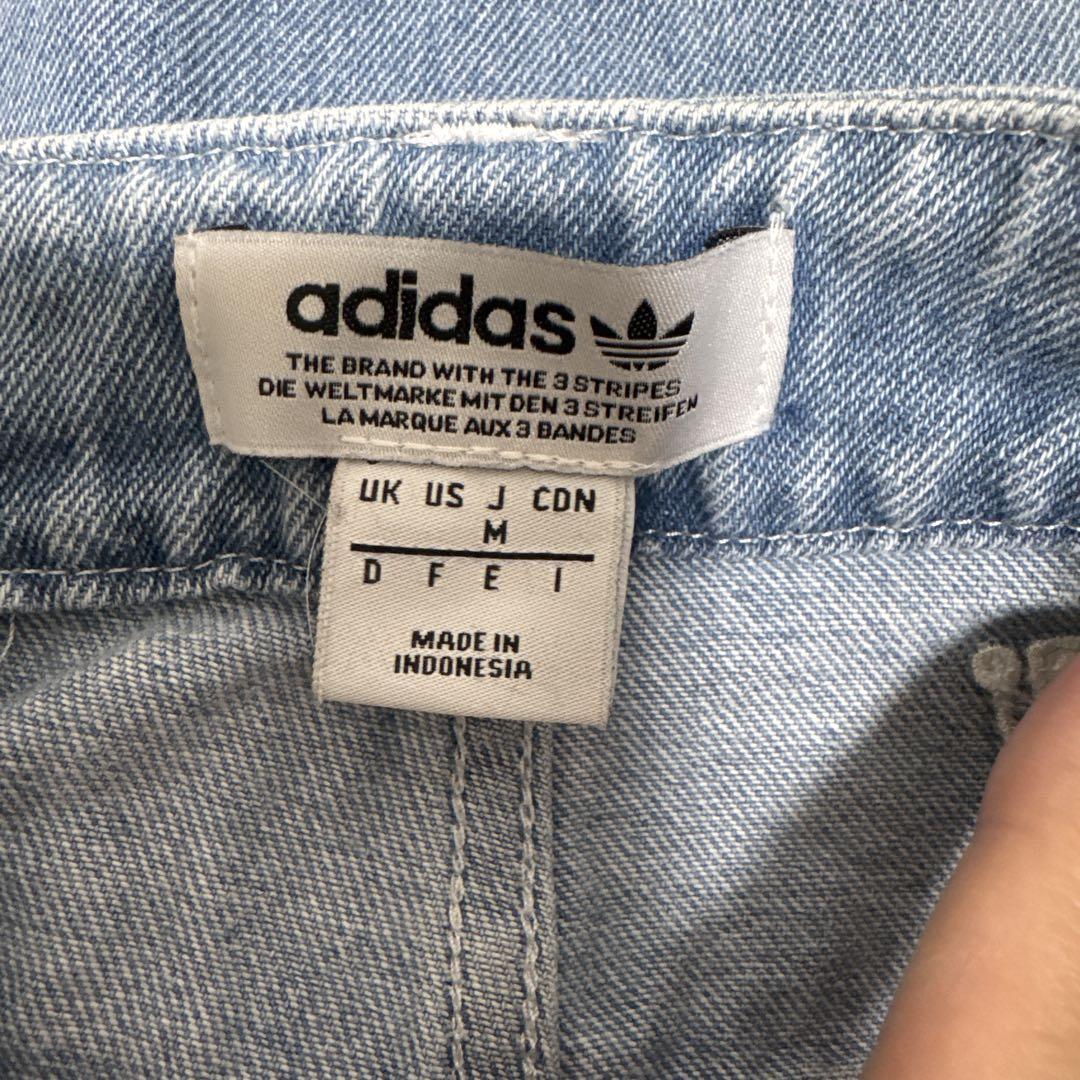 adidas
THE BRAND WITH THE 3 STRIPES
DIE WELTMARKE MIT DEN 3 STREIFEN
LA MARQUE AUX 3 BANDES
UK US J CDN
M
D F E I
MADE IN
INDONESIA